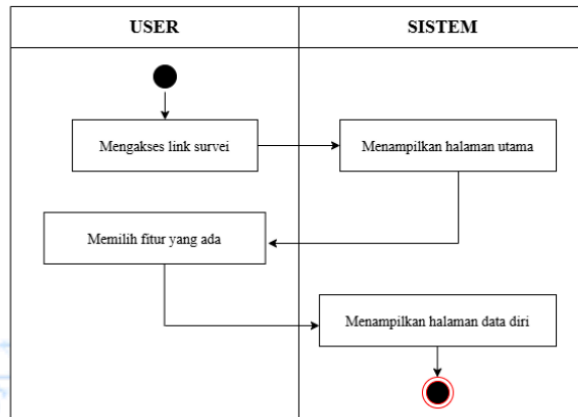 USER
SISTEM
Mengakses link survei
Menampilkan halaman utama
Memilih fitur yang ada
Menampilkan halaman data diri